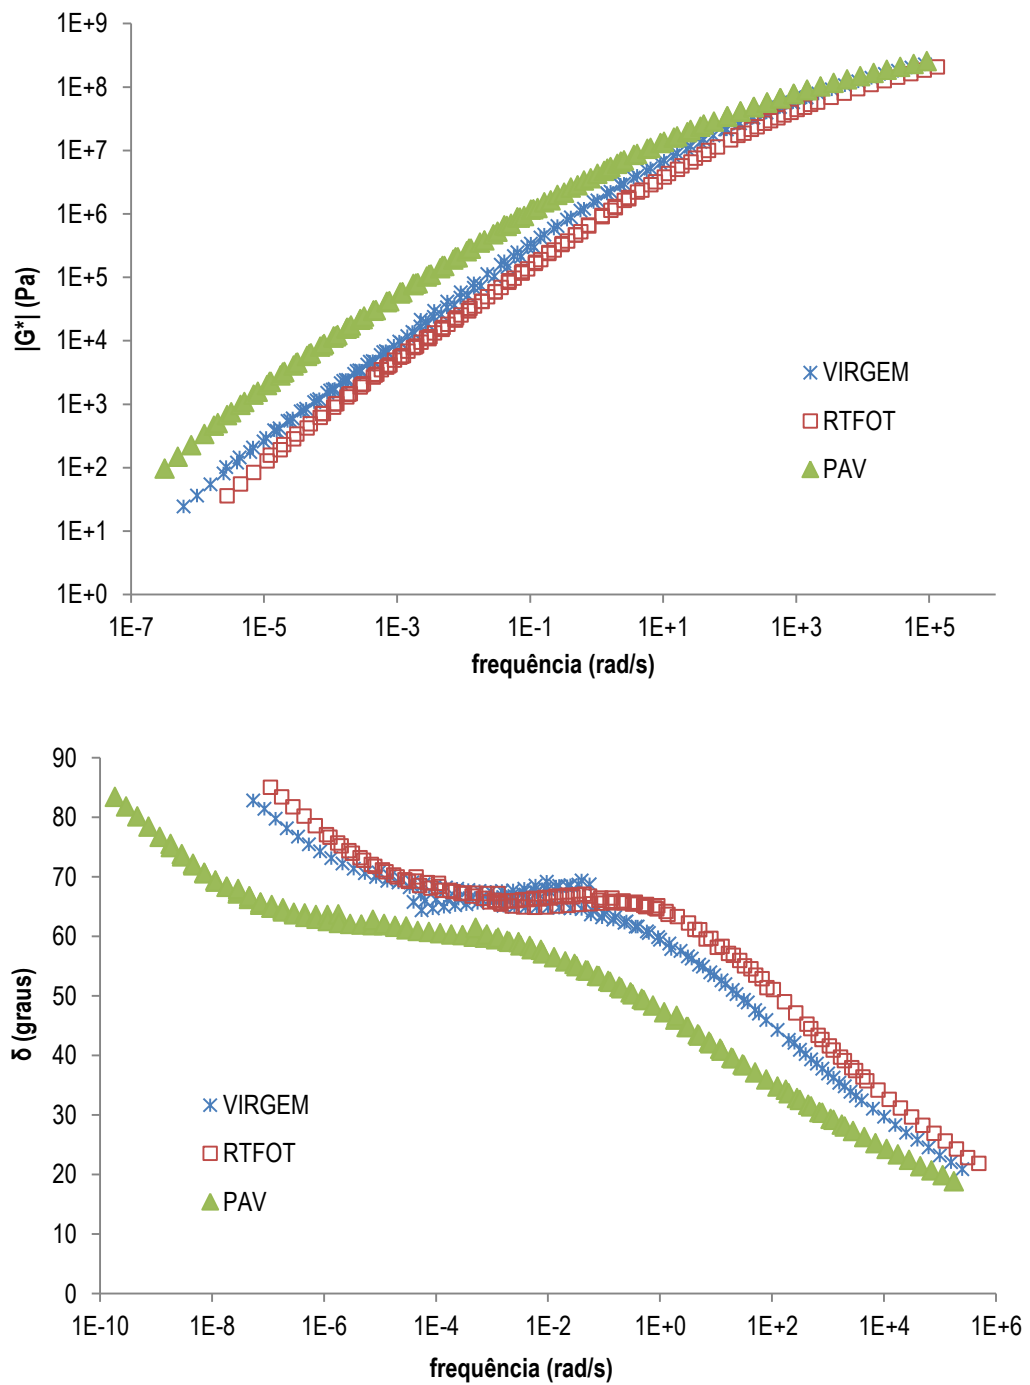 1E+9
1E+8
1E+7
1E+6
1E+5
1E+4
1E+3
1E+2
1E+1
1E+0
|G*| (Pa)
VIRGEM
RTFOT
PAV
1E-7 1E-5 1E-3 1E-1 1E+1 1E+3 1E+5
frequência (rad/s)
90
80
70
60
50
40
30
20
10
0
δ (graus)
VIRGEM
RTFOT
PAV
1E-10 1E-8 1E-6 1E-4 1E-2 1E+0 1E+2 1E+4 1E+6
frequência (rad/s)